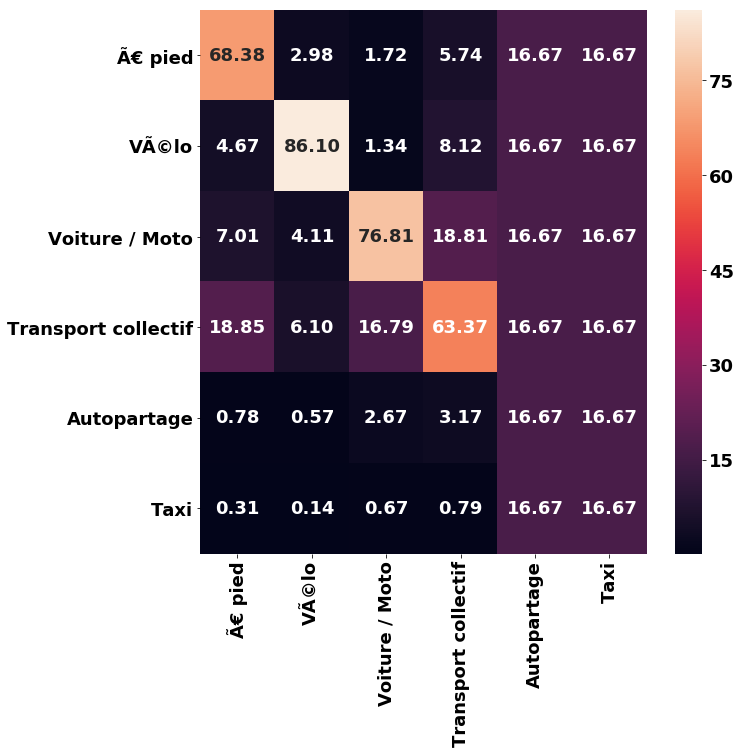 Ã€ pied 68.38 2.98 1.72 5.74 16.67 16.67
VÃ©lo 4.67 86.10 1.34 8.12 16.67 16.67
Voiture / Moto 7.01 4.11 76.81 18.81 16.67 16.67
Transport collectif 18.85 6.10 16.79 63.37 16.67 16.67
Autopartage 0.78 0.57 2.67 3.17 16.67 16.67
Taxi 0.31 0.14 0.67 0.79 16.67 16.67
Ã€ pied
VÃ©lo
Voiture / Moto
Transport collectif
Autopartage
Taxi
75
60
45
30
15